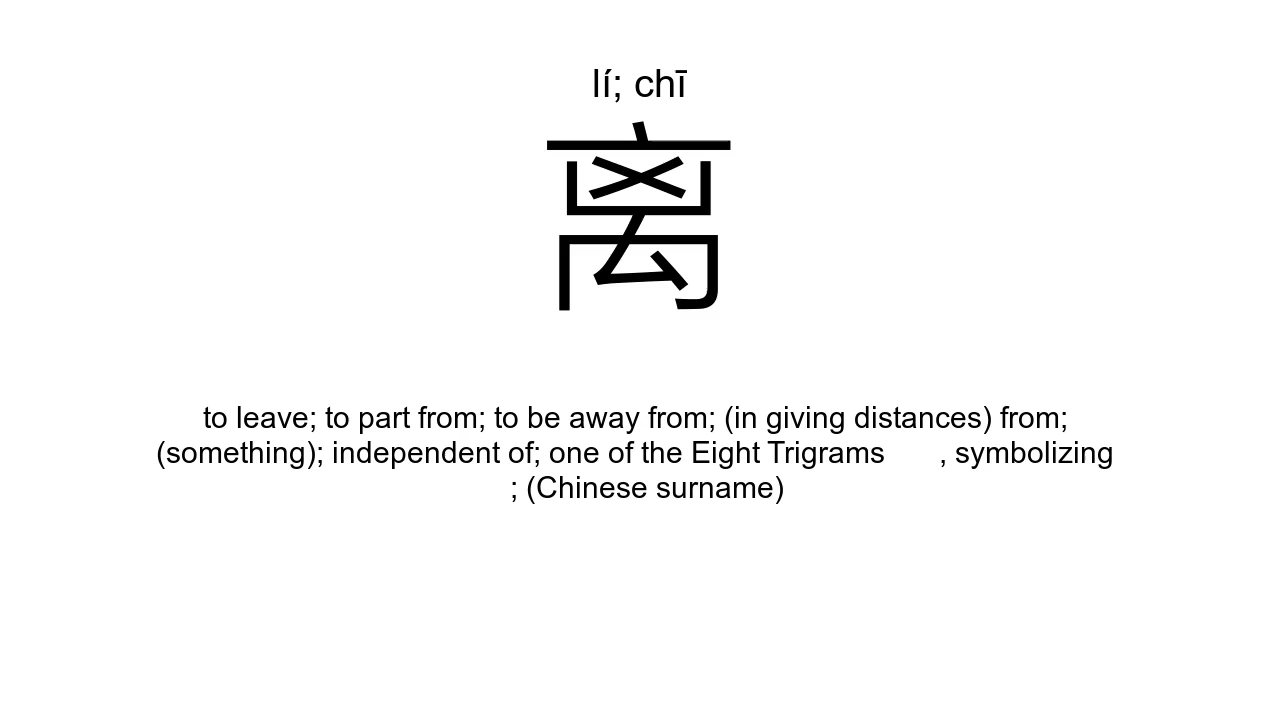 lí; chī
离
to leave; to part from; to be away from; (in giving distances) from;
(something); independent of; one of the Eight Trigrams , symbolizing
; (Chinese surname)